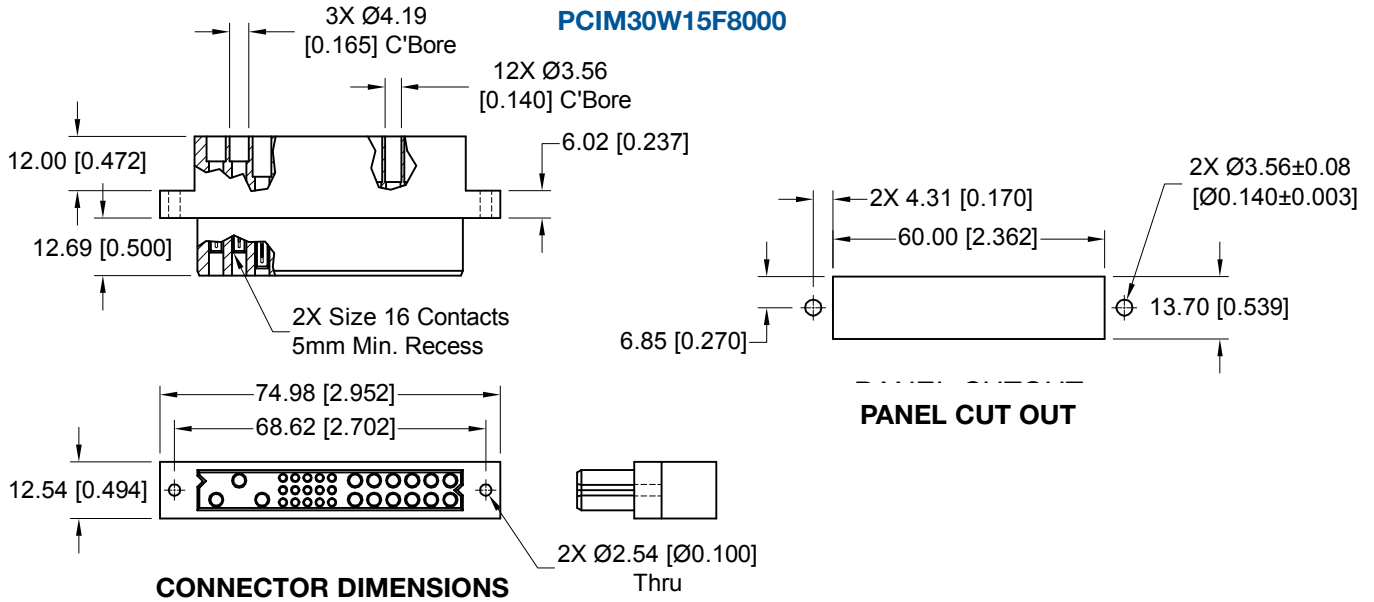 PCIM30W15F8000
3X Ø4.19
[0.165] C'Bore
12X Ø3.56
[0.140] C'Bore
12.00 [0.472]
6.02 [0.237]
12.69 [0.500]
2X Size 16 Contacts
5mm Min. Recess
2X Ø3.56±0.08
[Ø0.140±0.003]
2X 4.31 [0.170]
60.00 [2.362]
13.70 [0.539]
6.85 [0.270]
PANEL CUT OUT
74.98 [2.952]
68.62 [2.702]
12.54 [0.494]
2X Ø2.54 [Ø0.100]
Thru
CONNECTOR DIMENSIONS